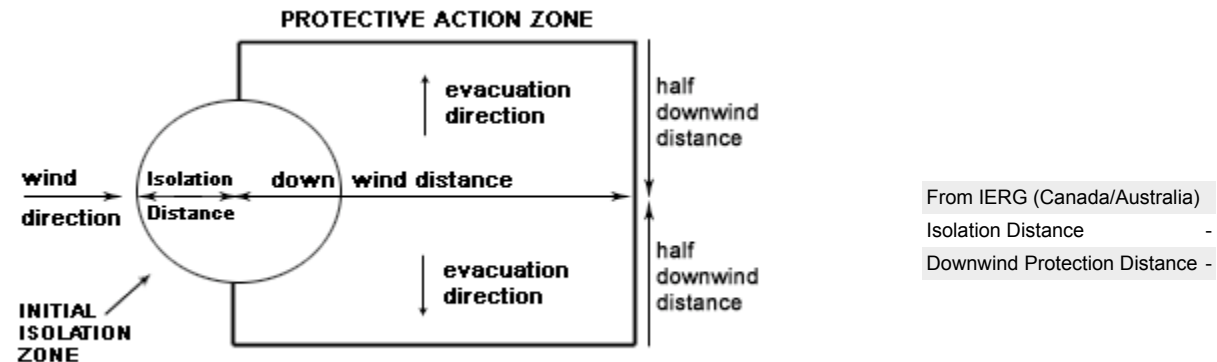 PROTECTIVE ACTION ZONE
evacuation
direction
half
downwind
distance
wind
direction
Isolation
Distance
down wind distance
From IERG (Canada/Australia)
Isolation Distance -
Downwind Protection Distance -
evacuation
direction
half
downwind
distance
INITIAL
ISOLATION
ZONE